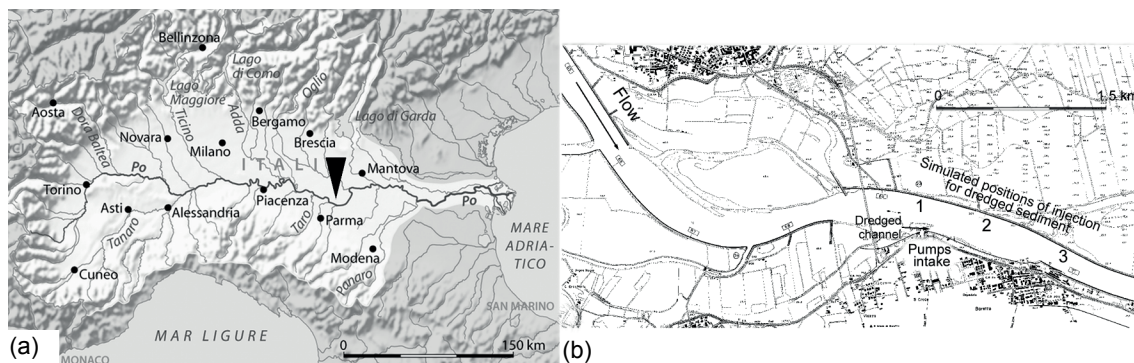 Bellinzona
Lago
di Como
Oglio
Lago
Maggiore
Aosta
Dora Baltea
Ticino
Adda
Bergamo
Lago di Garda
Novara
Milano
Brescia
ITALI
Mantova
Po
Torino
Piacenza
Po
Asti
Alessandria
Tanaro
Taro
Parma
MARE
ADRIA-
TICO
Modena
Cuneo
Panaro
SAN MARINO
MAR LIGURE
0 150 km
(a)
MONACO
Flow
0 1.5 km
Simulated positions of injection
for dredged sediment
1
Dredged
channel
2
Pumps
intake
3
(b)